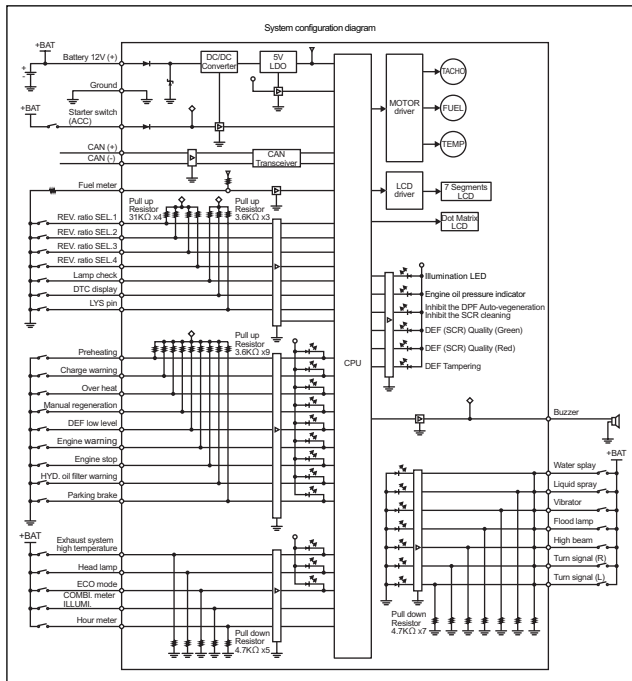 System configuration diagram
+BAT
Battery 12V (+)
+
-
Ground
+BAT
Starter switch
(ACC)
CAN (+)
CAN (-)
Fuel meter
DC/DC
Converter
5V
LDO
CAN
Transceiver
Pull up
Resistor
31KΩ x4
Pull up
Resistor
3.6KΩ x3
REV. ratio SEL.1
REV. ratio SEL.2
REV. ratio SEL.3
REV. ratio SEL.4
Lamp check
DTC display
LYS pin
Pull up
Resistor
3.6KΩ x9
Preheating
Charge warning
Over heat
Manual regeneration
DEF low level
Engine warning
Engine stop
HYD. oil filter warning
Parking brake
+BAT
Exhaust system
high temperature
Head lamp
ECO mode
COMBI. meter
ILLUMI.
Hour meter
Pull down
Resistor
4.7KΩ x5
CPU
MOTOR
driver
TACHO
FUEL
TEMP
LCD
driver
7 Segments
LCD
Dot Matrix
LCD
Illumination LED
Engine oil pressure indicator
Inhibit the DPF Auto-vegeneration
Inhibit the SCR cleaning
DEF (SCR) Quality (Green)
DEF (SCR) Quality (Red)
DEF Tampering
Buzzer
+BAT
Water splay
Liquid spray
Vibrator
Flood lamp
High beam
Turn signal (R)
Turn signal (L)
Pull down
Resistor
4.7KΩ x7